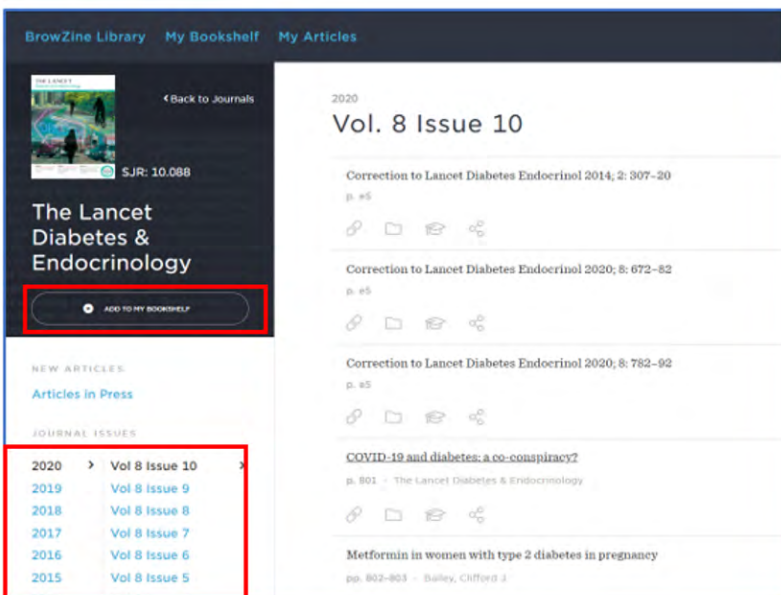 BrowZine Library My Bookshelf My Articles
THE LANCET
Back to Journals
SJR: 10.088
The Lancet
Diabetes &
Endocrinology
ADD TO MY BOOKSHELF
NEW ARTICLES
Articles in Press
JOURNAL ISSUES
2020 Vol 8 Issue 10
2019 Vol 8 Issue 9
2018 Vol 8 Issue 8
2017 Vol 8 Issue 7
2016 Vol 8 Issue 6
2015 Vol 8 Issue 5
2020
Vol. 8 Issue 10
Correction to Lancet Diabetes Endocrinol 2014; 2: 307–20
p. e5
Correction to Lancet Diabetes Endocrinol 2020; 8: 672–82
p. e5
Correction to Lancet Diabetes Endocrinol 2020; 8: 782–92
p. e5
COVID-19 and diabetes: a co-conspiracy?
p. 801 - The Lancet Diabetes & Endocrinology
Metformin in women with type 2 diabetes in pregnancy
pp. 802–803 - Bailey, Clifford J